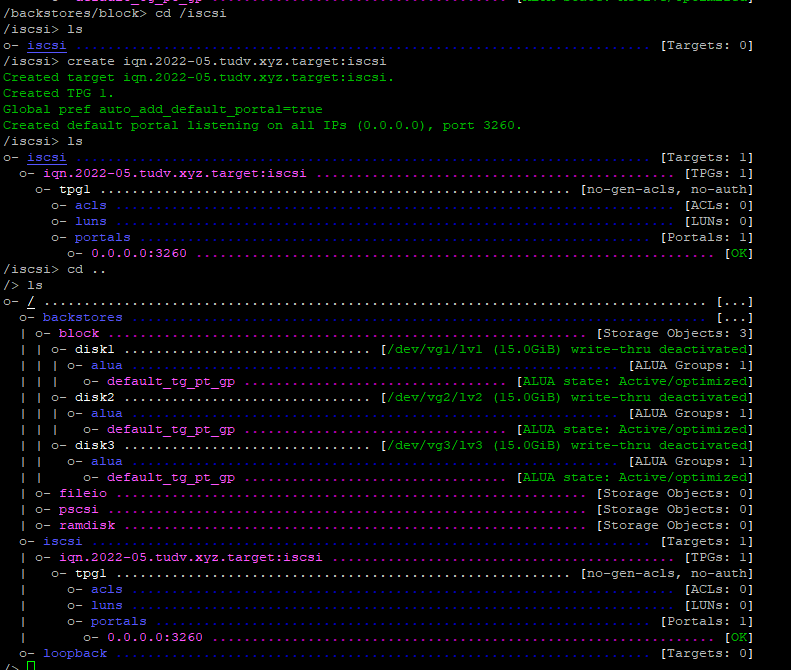 default_tg_pt_gp ................................... [ALUA state: Active/optimized]
/backstores/block> cd /iscsi
/iscsi> ls
o- iscsi .......................................................................... [Targets: 0]
/iscsi> create iqn.2022-05.tudv.xyz.target:iscsi
Created target iqn.2022-05.tudv.xyz.target:iscsi.
Created TPG 1.
Global pref auto_add_default_portal=true
Created default portal listening on all IPs (0.0.0.0), port 3260.
/iscsi> ls
o- iscsi .......................................................................... [Targets: 1]
  o- iqn.2022-05.tudv.xyz.target:iscsi ............................................. [TPGs: 1]
    o- tpg1 ........................................................... [no-gen-acls, no-auth]
      o- acls ...................................................................... [ACLs: 0]
      o- luns ...................................................................... [LUNs: 0]
      o- portals ................................................................ [Portals: 1]
        o- 0.0.0.0:3260 ................................................................. [OK]
/iscsi> cd ..
/> ls
o- / ................................................................................... [...]
  o- backstores ........................................................................ [...]
  | o- block ............................................................ [Storage Objects: 3]
  | | o- disk1 ............................... [/dev/vg1/lv1 (15.0GiB) write-thru deactivated]
  | | | o- alua ............................................................. [ALUA Groups: 1]
  | | |   o- default_tg_pt_gp ................................. [ALUA state: Active/optimized]
  | | o- disk2 ............................... [/dev/vg2/lv2 (15.0GiB) write-thru deactivated]
  | | | o- alua ............................................................. [ALUA Groups: 1]
  | | |   o- default_tg_pt_gp ................................. [ALUA state: Active/optimized]
  | | o- disk3 ............................... [/dev/vg3/lv3 (15.0GiB) write-thru deactivated]
  | |   o- alua ............................................................. [ALUA Groups: 1]
  | |     o- default_tg_pt_gp ................................. [ALUA state: Active/optimized]
  | o- fileio ........................................................... [Storage Objects: 0]
  | o- pscsi ............................................................ [Storage Objects: 0]
  | o- ramdisk .......................................................... [Storage Objects: 0]
  o- iscsi ........................................................................ [Targets: 1]
  | o- iqn.2022-05.tudv.xyz.target:iscsi ........................................... [TPGs: 1]
  |   o- tpg1 ......................................................... [no-gen-acls, no-auth]
  |     o- acls .................................................................... [ACLs: 0]
  |     o- luns .................................................................... [LUNs: 0]
  |     o- portals .............................................................. [Portals: 1]
  |       o- 0.0.0.0:3260 ............................................................... [OK]
  o- loopback ..................................................................... [Targets: 0]
/>